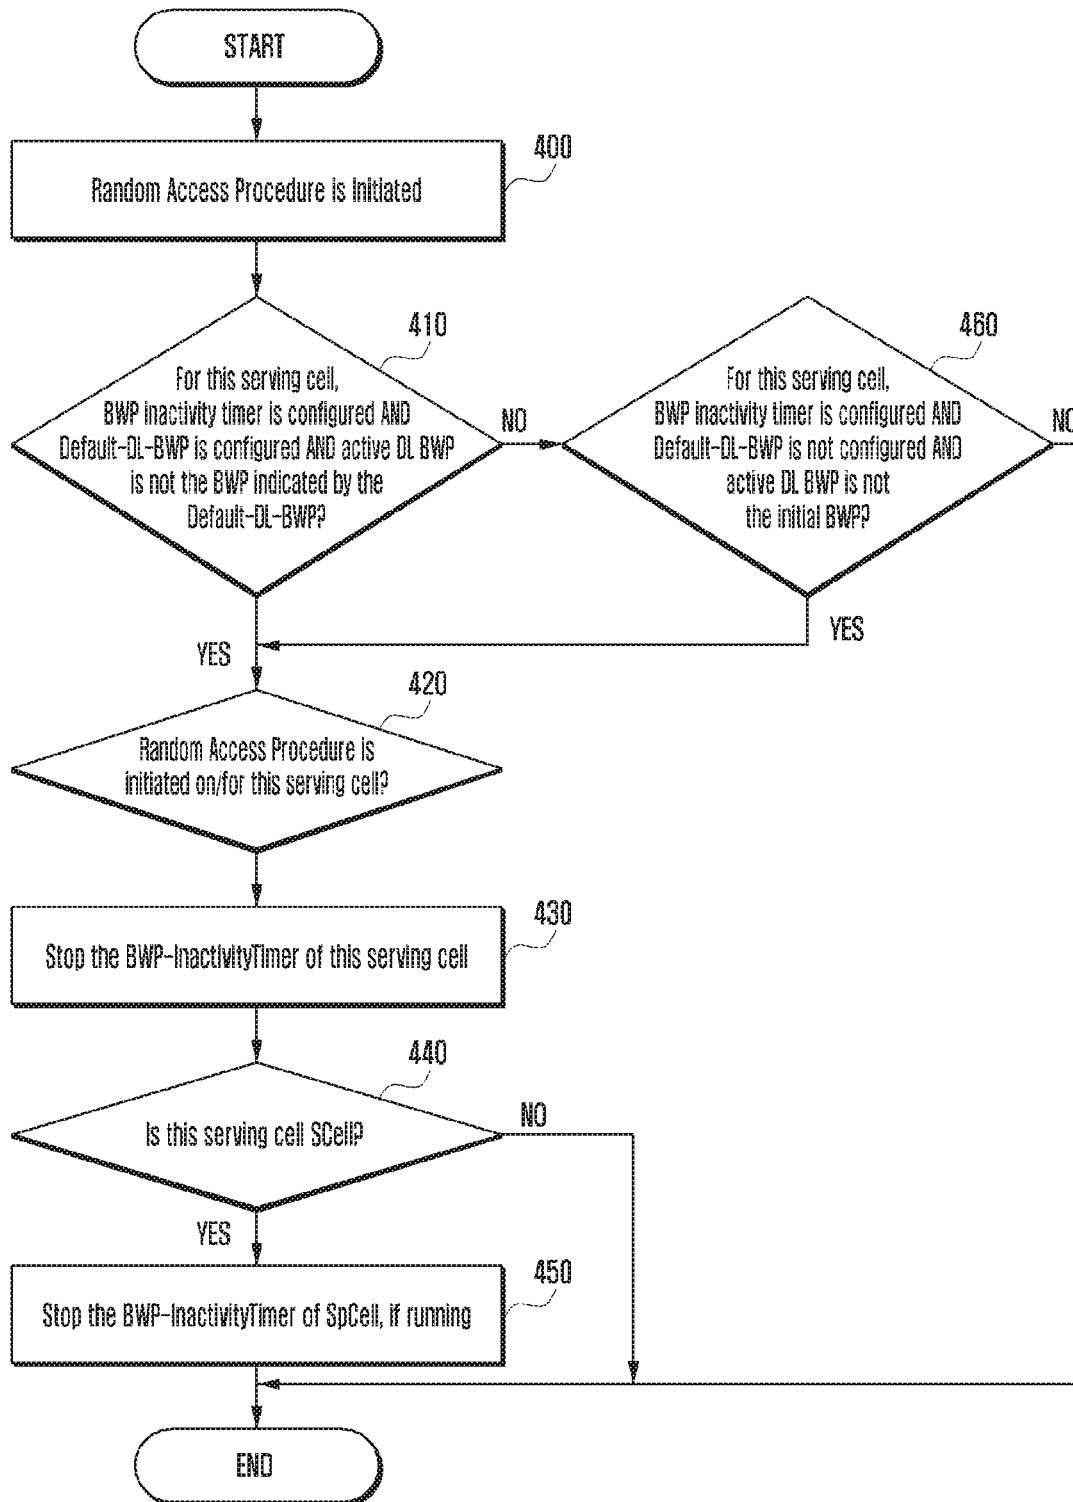 START
400
Random Access Procedure is initiated
410
For this serving cell,
BWP inactivity timer is configured AND
Default-DL-BWP is configured AND active DL BWP
is not the BWP indicated by the
Default-DL-BWP?
NO
460
For this serving cell,
BWP inactivity timer is configured AND
Default-DL-BWP is not configured AND
active DL BWP is not
the initial BWP?
NO
YES
YES
420
Random Access Procedure is
initiated on/for this serving cell?
430
Stop the BWP-InactivityTimer of this serving cell
440
Is this serving cell SCell?
NO
YES
450
Stop the BWP-InactivityTimer of SpCell, if running
END